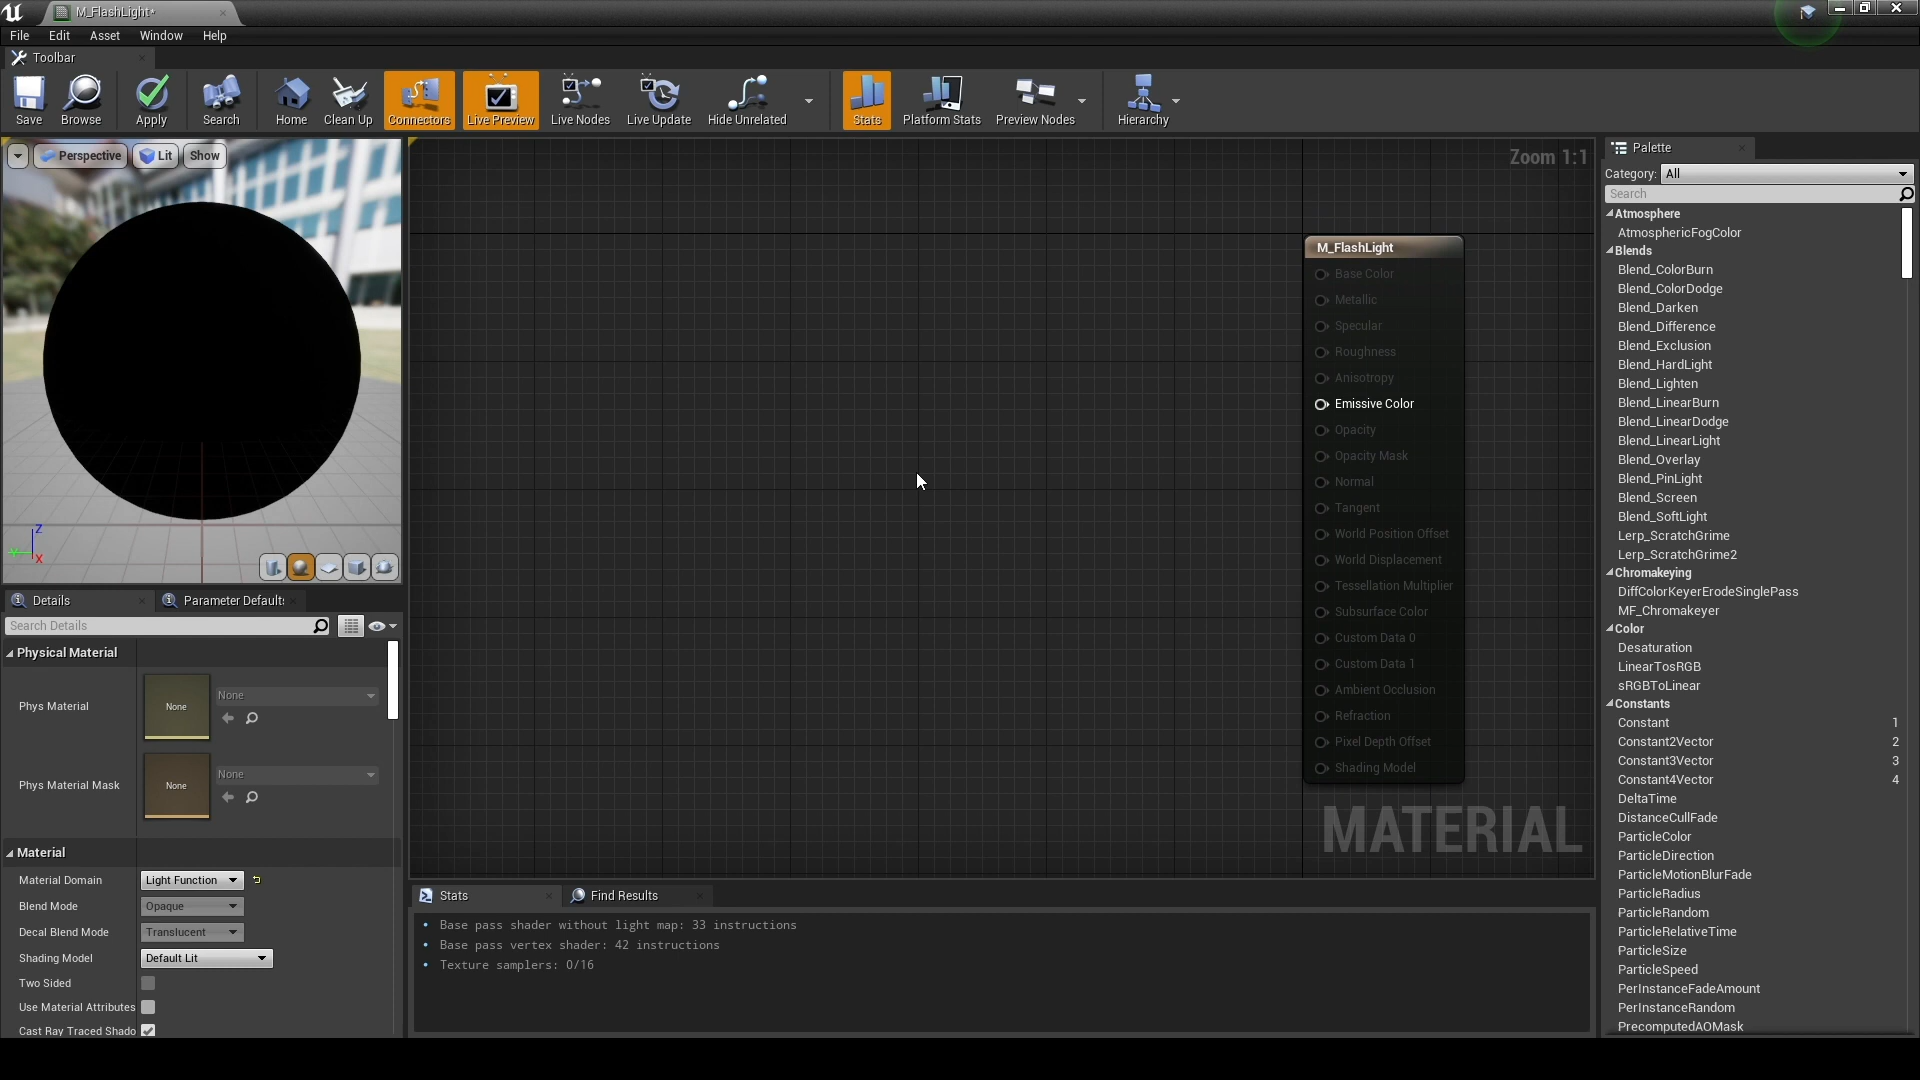 M_FlashLight*
File Edit Asset Window Help
Toolbar
Save Browse Apply Search Home Clean Up Connectors Live Preview Live Nodes Live Update Hide Unrelated Stats Platform Stats Preview Nodes Hierarchy
Perspective Lit Show
Z
X
Zoom 1:1
M_FlashLight
Base Color
Metallic
Specular
Roughness
Anisotropy
Emissive Color
Opacity
Opacity Mask
Normal
Tangent
World Position Offset
World Displacement
Tessellation Multiplier
Subsurface Color
Custom Data 0
Custom Data 1
Ambient Occlusion
Refraction
Pixel Depth Offset
Shading Model
MATERIAL
Details Parameter Default
Search Details
Physical Material
Phys Material None None
Phys Material Mask None None
Material
Material Domain Light Function
Blend Mode Opaque
Decal Blend Mode Translucent
Shading Model Default Lit
Two Sided
Use Material Attributes
Cast Ray Traced Shado
Stats Find Results
• Base pass shader without light map: 33 instructions
• Base pass vertex shader: 42 instructions
• Texture samplers: 0/16
Palette
Category: All
Search
Atmosphere
AtmosphericFogColor
Blends
Blend_ColorBurn
Blend_ColorDodge
Blend_Darken
Blend_Difference
Blend_Exclusion
Blend_HardLight
Blend_Lighten
Blend_LinearBurn
Blend_LinearDodge
Blend_LinearLight
Blend_Overlay
Blend_PinLight
Blend_Screen
Blend_SoftLight
Lerp_ScratchGrime
Lerp_ScratchGrime2
Chromakeying
DiffColorKeyerErodeSinglePass
MF_Chromakeyer
Color
Desaturation
LinearTosRGB
sRGBToLinear
Constants
Constant 1
Constant2Vector 2
Constant3Vector 3
Constant4Vector 4
DeltaTime
DistanceCullFade
ParticleColor
ParticleDirection
ParticleMotionBlurFade
ParticleRadius
ParticleRandom
ParticleRelativeTime
ParticleSize
ParticleSpeed
PerInstanceFadeAmount
PerInstanceRandom
PrecomputedAOMask